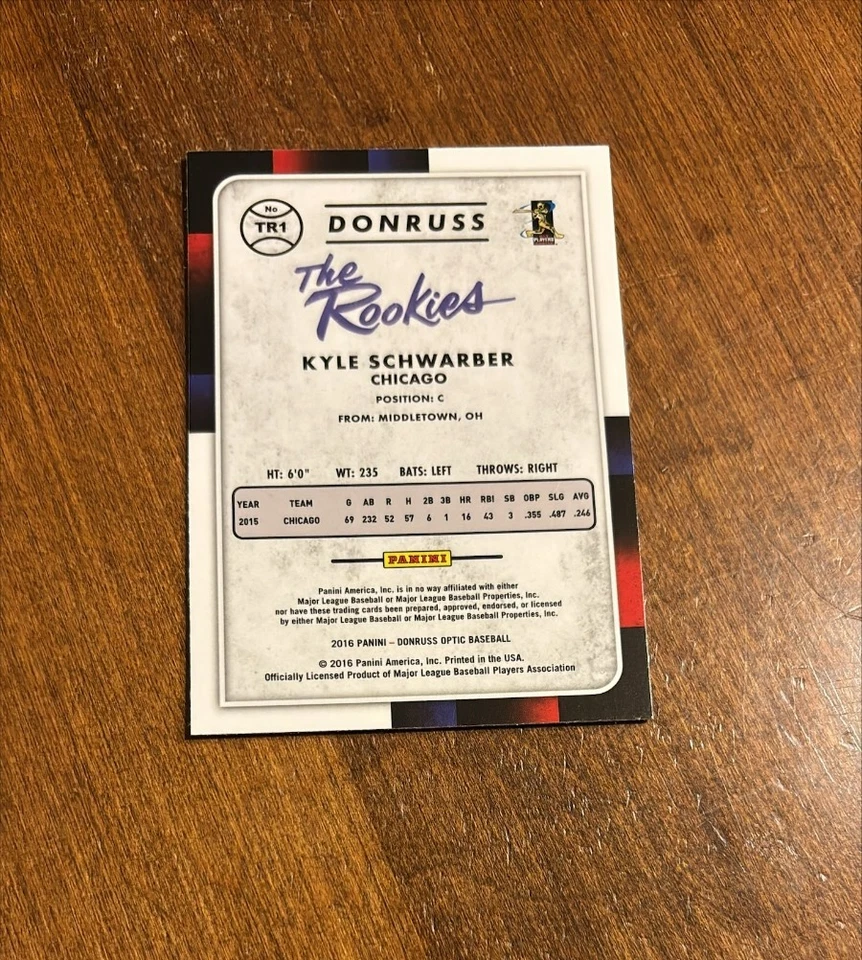 No
TR1
DONRUSS
PLAYERS
The
Rookies
KYLE SCHWARBER
CHICAGO
POSITION: C
FROM: MIDDLETOWN, OH
HT: 6'0" WT: 235 BATS: LEFT THROWS: RIGHT
YEAR TEAM G AB R H 2B 3B HR RBI SB OBP SLG AVG
2015 CHICAGO 69 232 52 57 6 1 16 43 3 .355 .487 .246
PANINI
Panini America, Inc. is in no way affiliated with either
Major League Baseball or Major League Baseball Properties, Inc.
nor have these trading cards been prepared, approved, endorsed, or licensed
by either Major League Baseball or Major League Baseball Properties, Inc.
2016 PANINI – DONRUSS OPTIC BASEBALL
© 2016 Panini America, Inc. Printed in the USA.
Officially Licensed Product of Major League Baseball Players Association